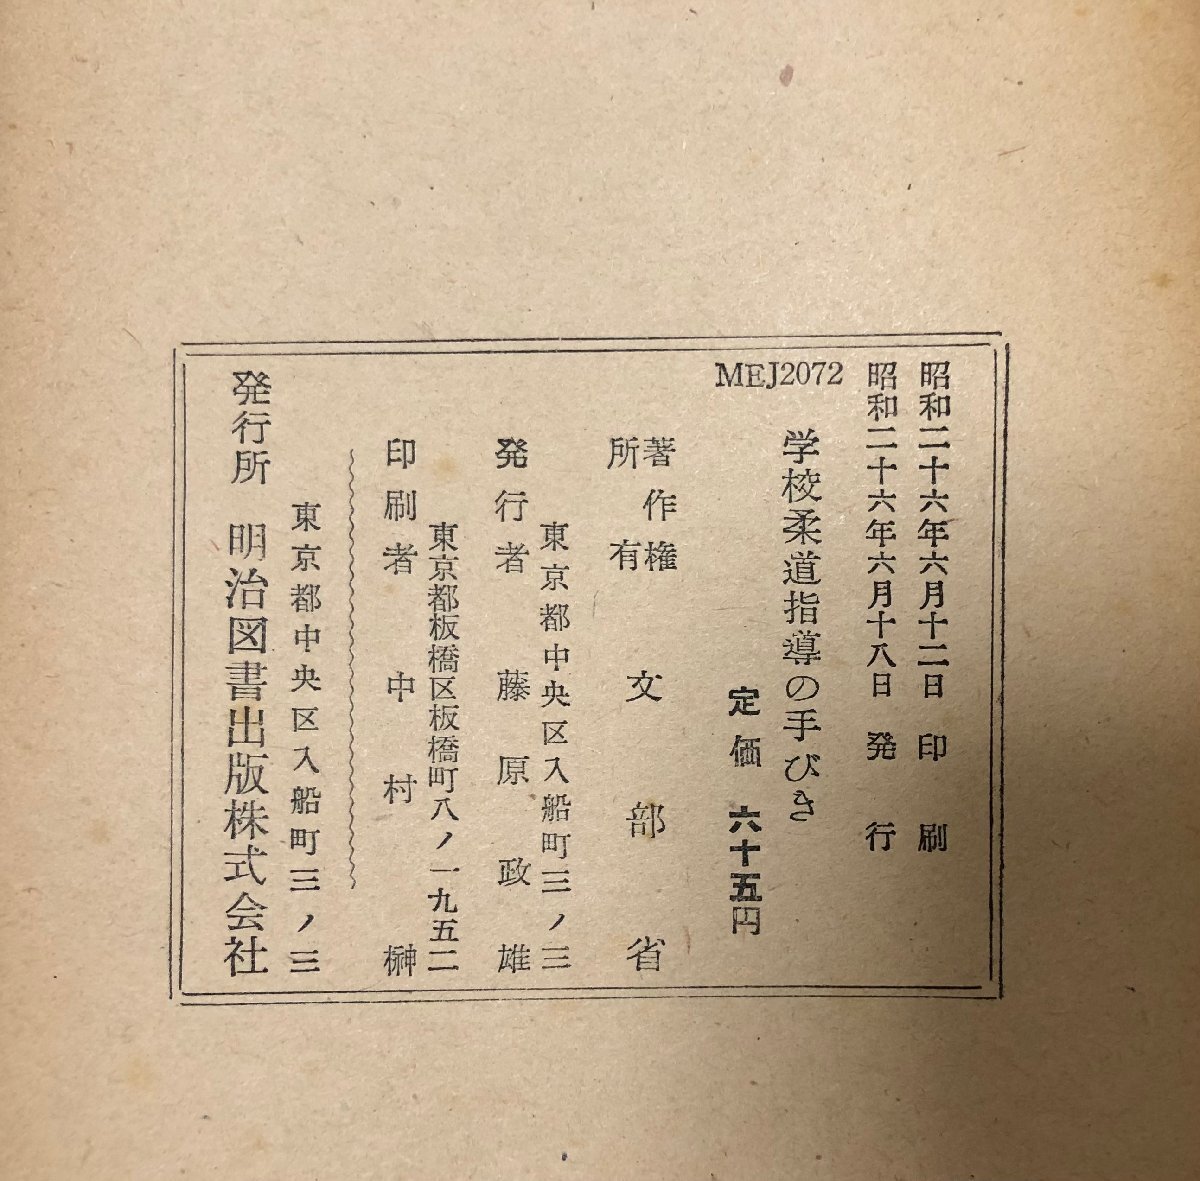 昭和二十六年六月十二日 印刷
昭和二十六年六月十八日 発行
MEJ2072
学校柔道指導の手びき
定価 六十五円
著作権所有 文部省
東京都中央区入船町三ノ三
発行者 藤原政雄
東京都板橋区板橋町八ノ一九五二
印刷者 中村榊
東京都中央区入船町三ノ三
発行所 明治図書出版株式会社